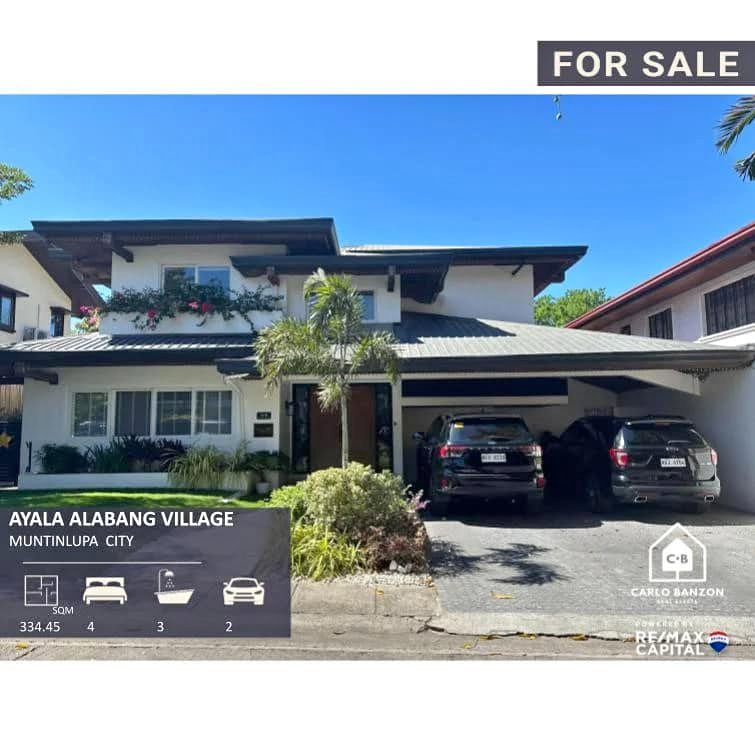 FOR SALE
AYALA ALABANG VILLAGE
MUNTINLUPA CITY
SQM
334.45 4 3 2
C•B
CARLO BANZON
REAL ESTATE
POWERED BY
RE/MAX
CAPITAL